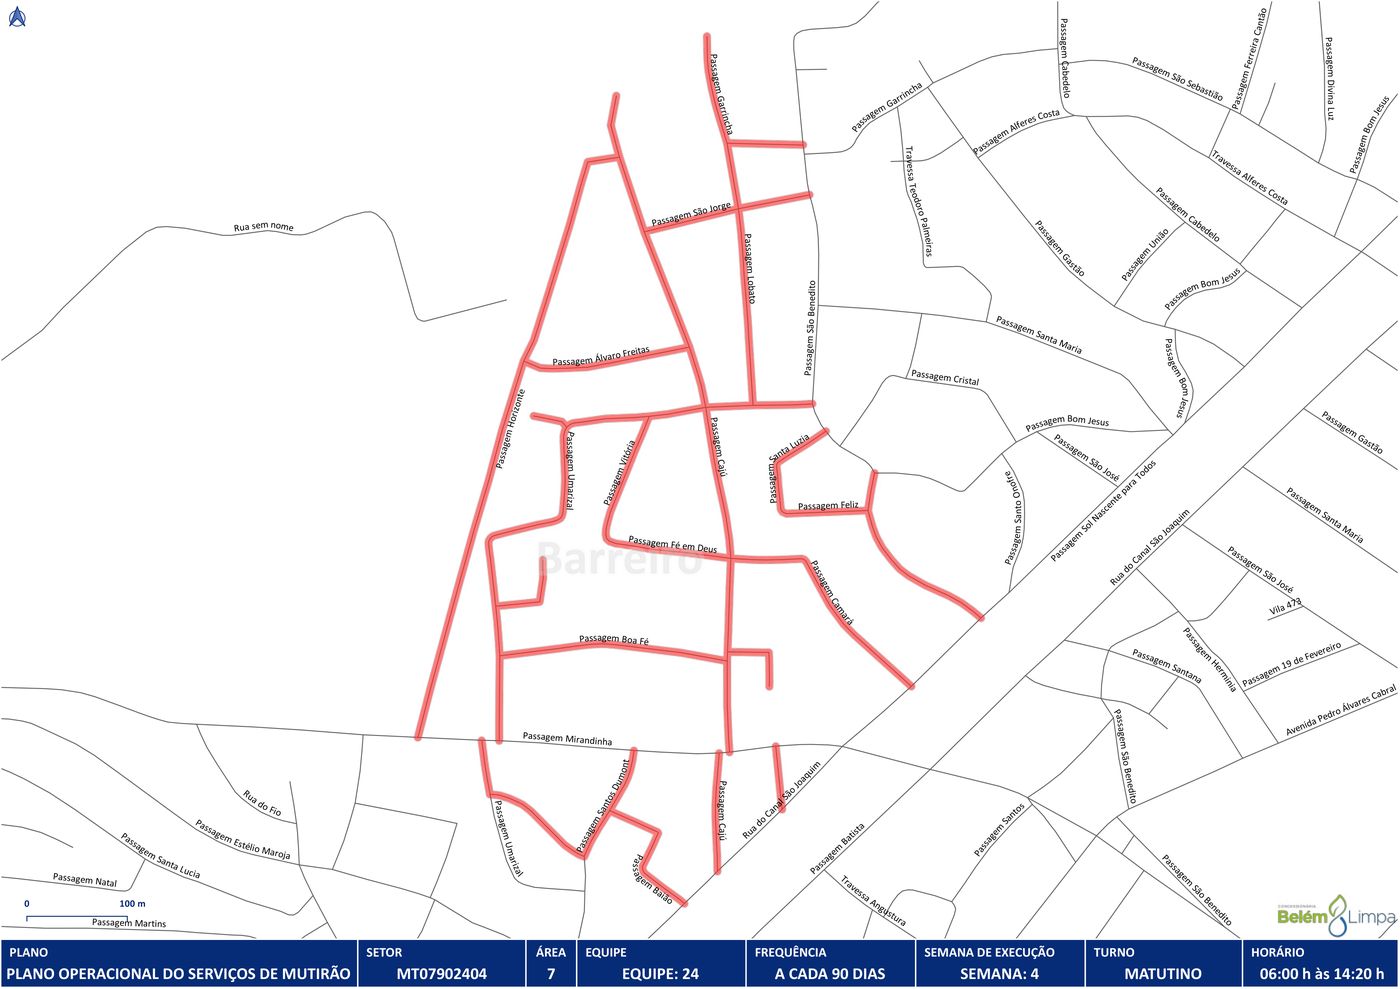 Passagem Garrincha
Passagem Cabedelo
Passagem São Sebastião
Passagem Ferreira Cantão
Passagem Divina Luz
Passagem Bom Jesus
Passagem Garrincha
Passagem Alferes Costa
Travessa Teodoro Palmeiras
Travessa Alferes Costa
Passagem Cabedelo
Passagem São Jorge
Rua sem nome
Passagem Lobato
Passagem Gastão
Passagem União
Passagem Bom Jesus
Passagem São Benedito
Passagem Santa Maria
Passagem Álvaro Freitas
Passagem Cristal
Passagem Bom Jesus
Passagem Horizonte
Passagem Umarizal
Passagem Vitória
Passagem Cajú
Passagem Santa Luzia
Passagem Bom Jesus
Passagem São José
Passagem Gastão
Passagem Feliz
Passagem Santo Onofre
Passagem Sol Nascente para Todos
Rua do Canal São Joaquim
Passagem Santa Maria
Passagem Fé em Deus
Barreiro
Passagem Camará
Passagem São José
Vila 473
Passagem Boa Fé
Passagem Santana
Passagem Herminia
Passagem 19 de Fevereiro
Avenida Pedro Álvares Cabral
Passagem Mirandinha
Passagem São Benedito
Rua do Fio
Passagem Estélio Maroja
Passagem Santa Lucia
Passagem Natal
Passagem Martins
Passagem Umarizal
Passagem Santos Dumont
Passagem Baião
Pass
Passagem Cajú
Rua do Canal São Joaquim
Passagem Batista
Travessa Angustura
Passagem Santos
Passagem São Benedito
0 100 m
CONCESSIONÁRIA
Belém Limpa
PLANO
PLANO OPERACIONAL DO SERVIÇOS DE MUTIRÃO
SETOR
MT07902404
ÁREA
7
EQUIPE
EQUIPE: 24
FREQUÊNCIA
A CADA 90 DIAS
SEMANA DE EXECUÇÃO
SEMANA: 4
TURNO
MATUTINO
HORÁRIO
06:00 h às 14:20 h